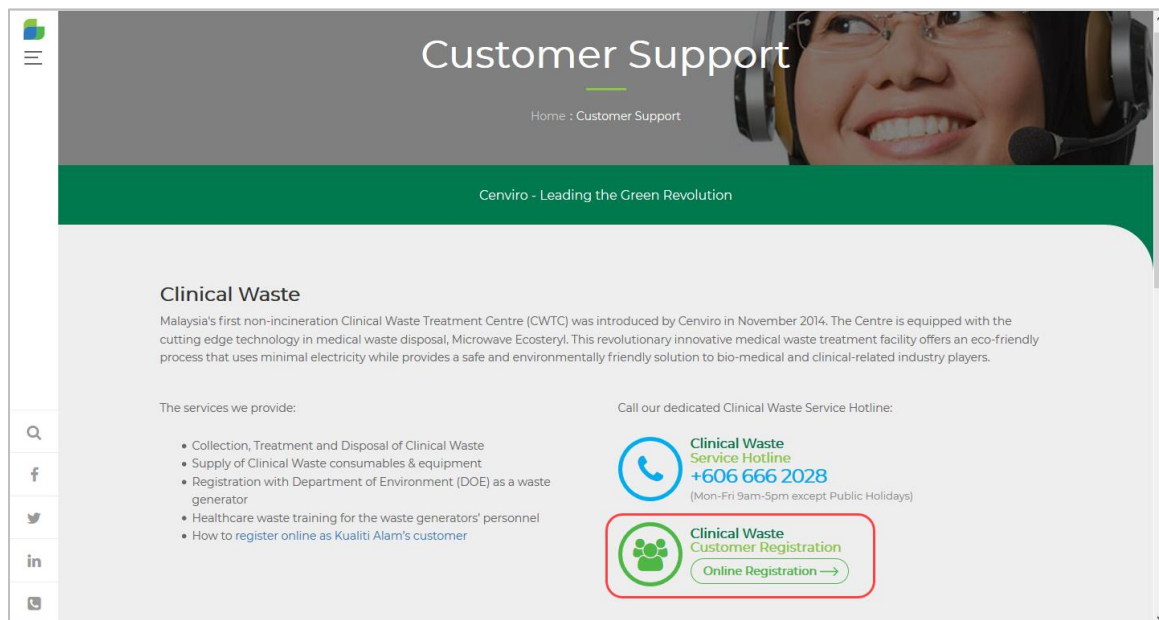 Customer Support
Home : Customer Support
Cenviro - Leading the Green Revolution
Clinical Waste
Malaysia's first non-incineration Clinical Waste Treatment Centre (CWTC) was introduced by Cenviro in November 2014. The Centre is equipped with the
cutting edge technology in medical waste disposal, Microwave Ecosteryl. This revolutionary innovative medical waste treatment facility offers an eco-friendly
process that uses minimal electricity while provides a safe and environmentally friendly solution to bio-medical and clinical-related industry players.
The services we provide:
• Collection, Treatment and Disposal of Clinical Waste
• Supply of Clinical Waste consumables & equipment
• Registration with Department of Environment (DOE) as a waste
generator
• Healthcare waste training for the waste generators' personnel
• How to register online as Kualiti Alam's customer
Call our dedicated Clinical Waste Service Hotline:
Clinical Waste
Service Hotline
+606 666 2028
(Mon-Fri 9am-5pm except Public Holidays)
Clinical Waste
Customer Registration
Online Registration →